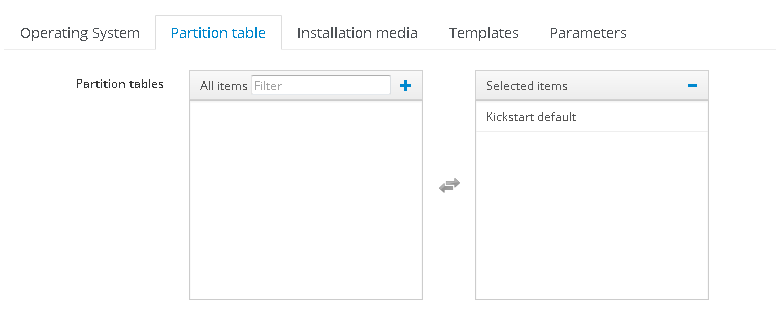 Operating System Partition table Installation media Templates Parameters
Partition tables All items Filter Selected items
Kickstart default